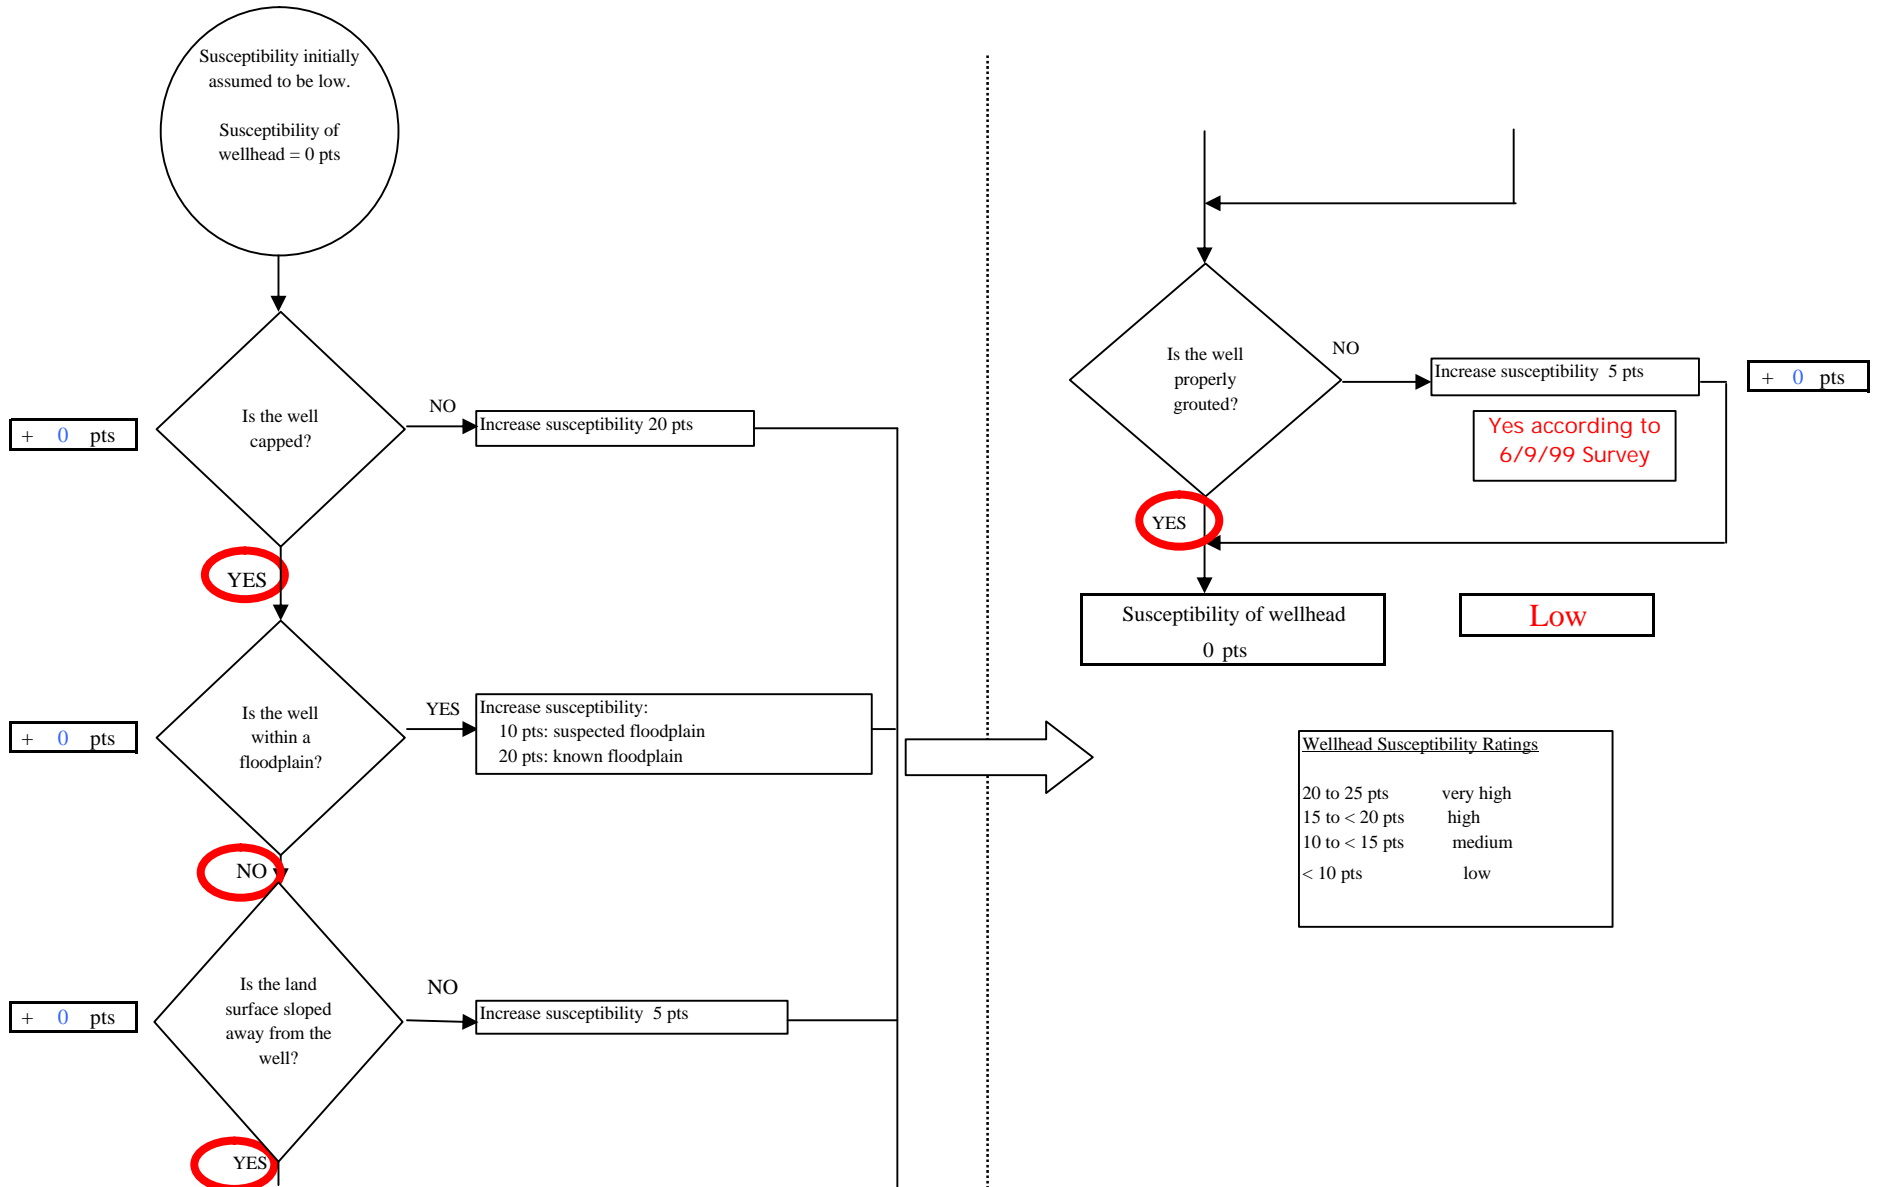 Susceptibility initially
assumed to be low.
Susceptibility of
wellhead = 0 pts
Is the well
capped?
NO
Increase susceptibility 20 pts
+ 0 pts
YES
Is the well
within a
floodplain?
YES
Increase susceptibility:
10 pts: suspected floodplain
20 pts: known floodplain
+ 0 pts
NO
Is the land
surface sloped
away from the
well?
NO
Increase susceptibility 5 pts
+ 0 pts
YES
Is the well
properly
grouted?
NO
Increase susceptibility 5 pts
+ 0 pts
Yes according to
6/9/99 Survey
YES
Susceptibility of wellhead
0 pts
Low
Wellhead Susceptibility Ratings
20 to 25 pts very high
15 to < 20 pts high
10 to < 15 pts medium
< 10 pts low